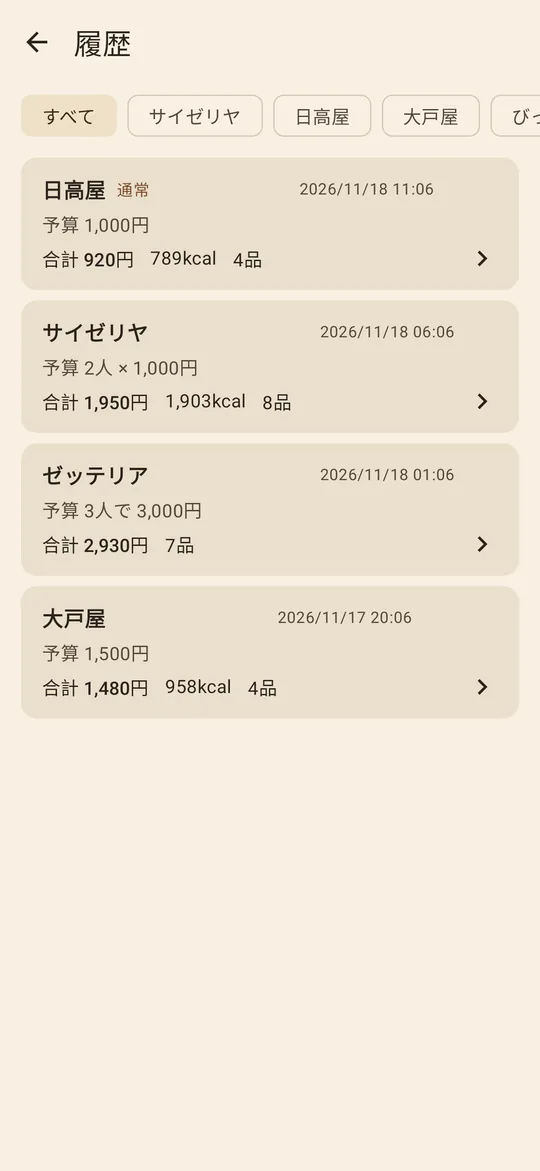 履歴
すべて サイゼリヤ 日高屋 大戸屋 びっ
日高屋 通常 2026/11/18 11:06
予算 1,000円
合計 920円 789kcal 4品
サイゼリヤ 2026/11/18 06:06
予算 2人 × 1,000円
合計 1,950円 1,903kcal 8品
ゼッテリア 2026/11/18 01:06
予算 3人で 3,000円
合計 2,930円 7品
大戸屋 2026/11/17 20:06
予算 1,500円
合計 1,480円 958kcal 4品